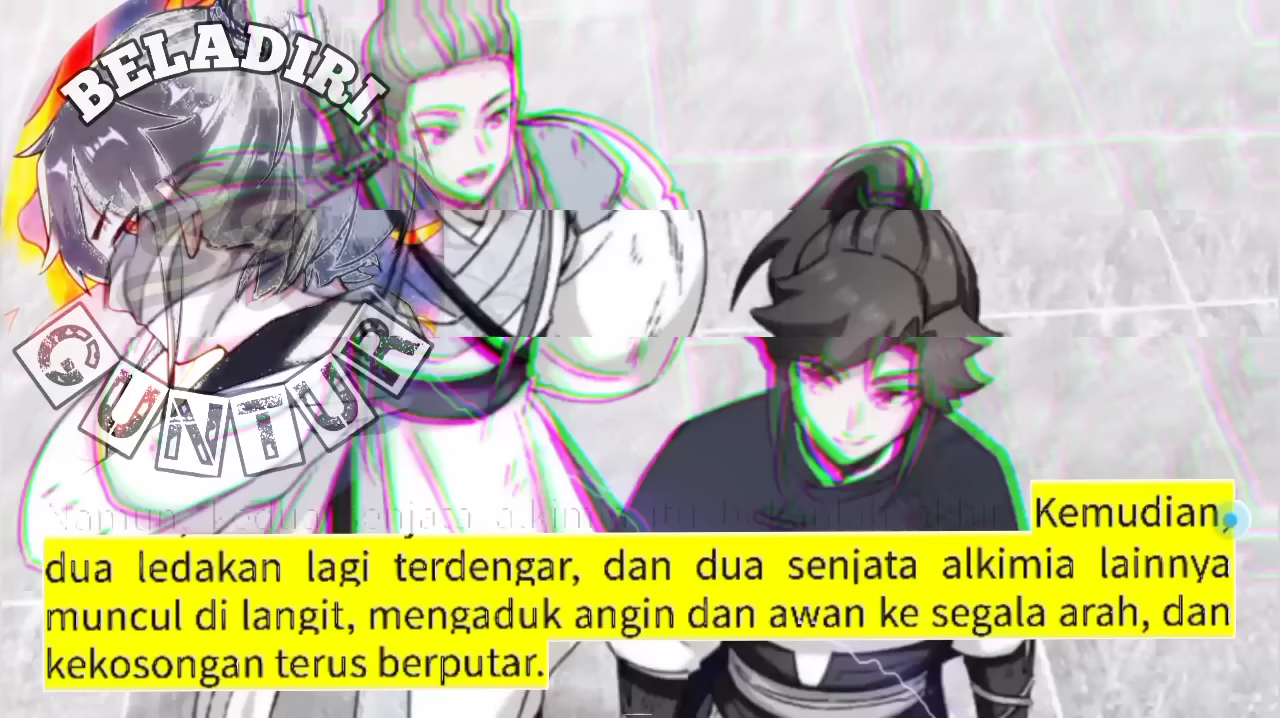 BELADIRI
GUNTUR
Kemudian,
dua ledakan lagi terdengar, dan dua senjata alkimia lainnya
muncul di langit, mengaduk angin dan awan ke segala arah, dan
kekosongan terus berputar.